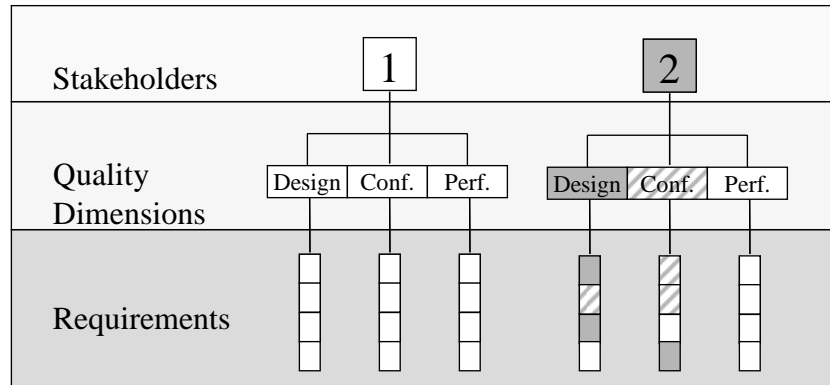 Stakeholders 1 2
Quality
Dimensions
Design Conf. Perf. Design Conf. Perf.
Requirements